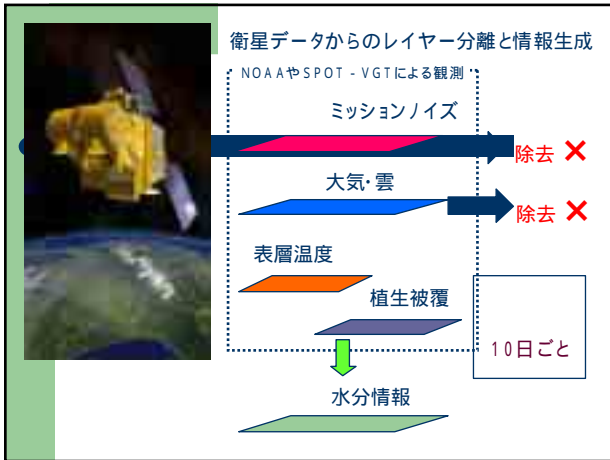 衛星データからのレイヤー分離と情報生成
NOAAやSPOT - VGTによる観測
ミッションノイズ
除去 ×
大気・雲
除去 ×
表層温度
植生被覆
10日ごと
水分情報